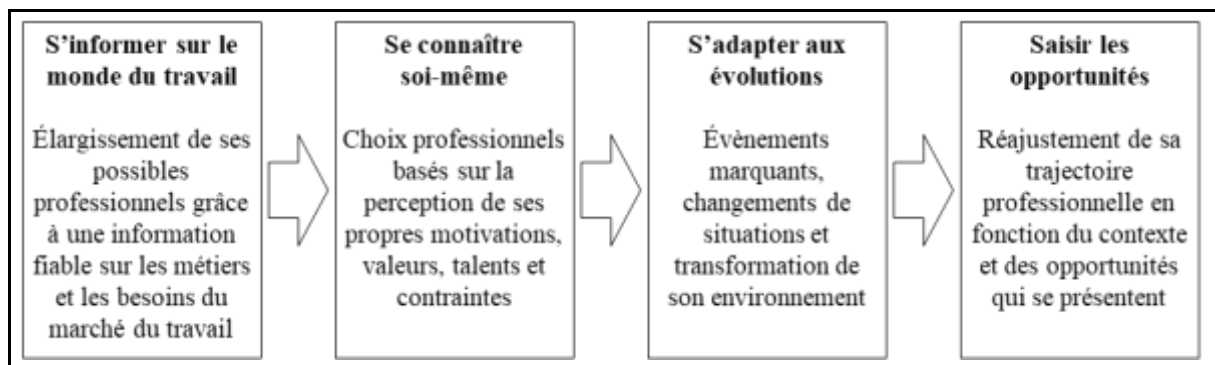 S’informer sur le
monde du travail
Élargissement de ses
possibles
professionnels grâce
à une information
fiable sur les métiers
et les besoins du
marché du travail
Se connaître
soi-même
Choix professionnels
basés sur la
perception de ses
propres motivations,
valeurs, talents et
contraintes
S’adapter aux
évolutions
Évènements
marquants,
changements de
situations et
transformation de
son environnement
Saisir les
opportunités
Réajustement de sa
trajectoire
professionnelle en
fonction du contexte
et des opportunités
qui se présentent